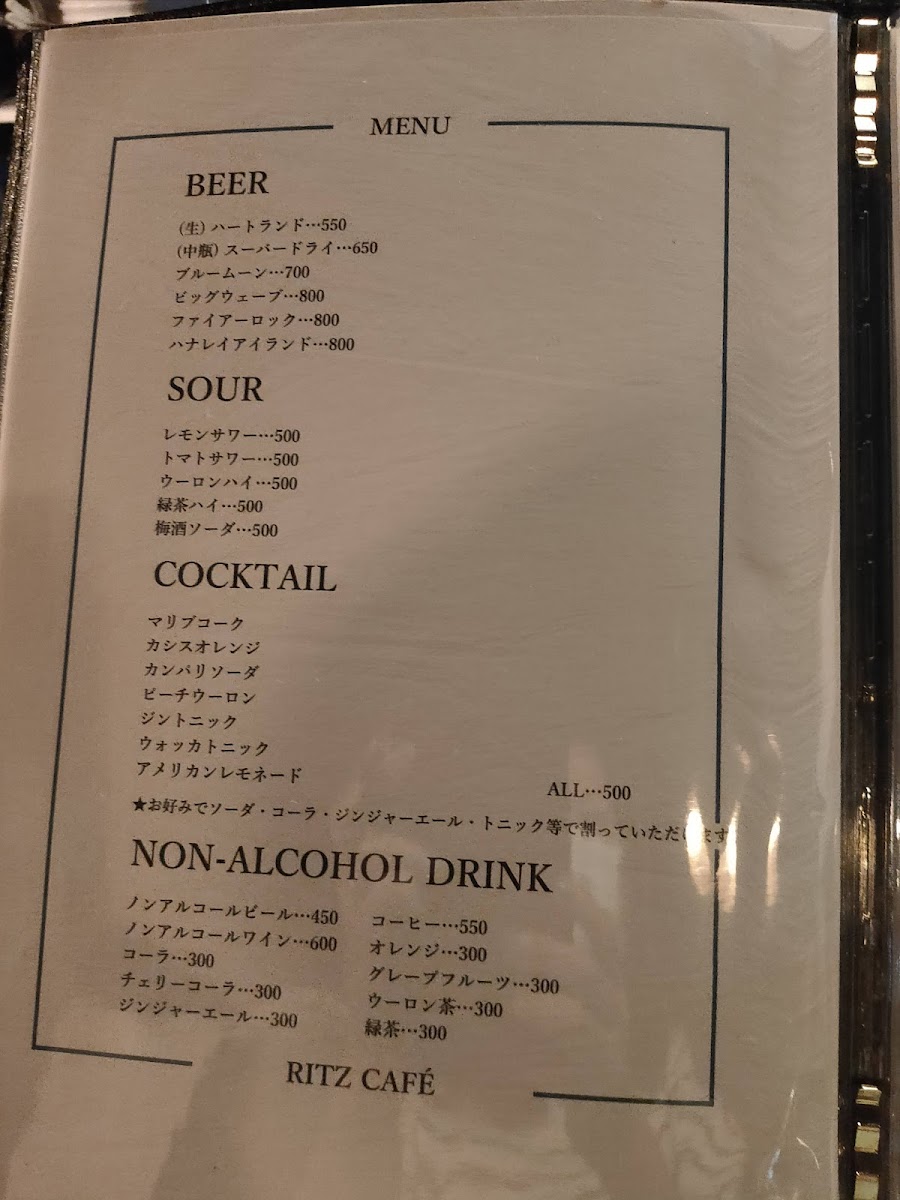 MENU
BEER
(生) ハートランド…550
(中瓶) スーパードライ…650
ブルームーン…700
ビッグウェーブ…800
ファイアーロック…800
ハナレイアイランド…800
SOUR
レモンサワー…500
トマトサワー…500
ウーロンハイ…500
緑茶ハイ…500
梅酒ソーダ…500
COCKTAIL
マリブコーク
カシスオレンジ
カンパリソーダ
ピーチウーロン
ジントニック
ウォッカトニック
アメリカンレモネード
ALL…500
★お好みでソーダ・コーラ・ジンジャーエール・トニック等で割っていただけます
NON-ALCOHOL DRINK
ノンアルコールビール…450
ノンアルコールワイン…600
コーラ…300
チェリーコーラ…300
ジンジャーエール…300
コーヒー…550
オレンジ…300
グレープフルーツ…300
ウーロン茶…300
緑茶…300
RITZ CAFÉ